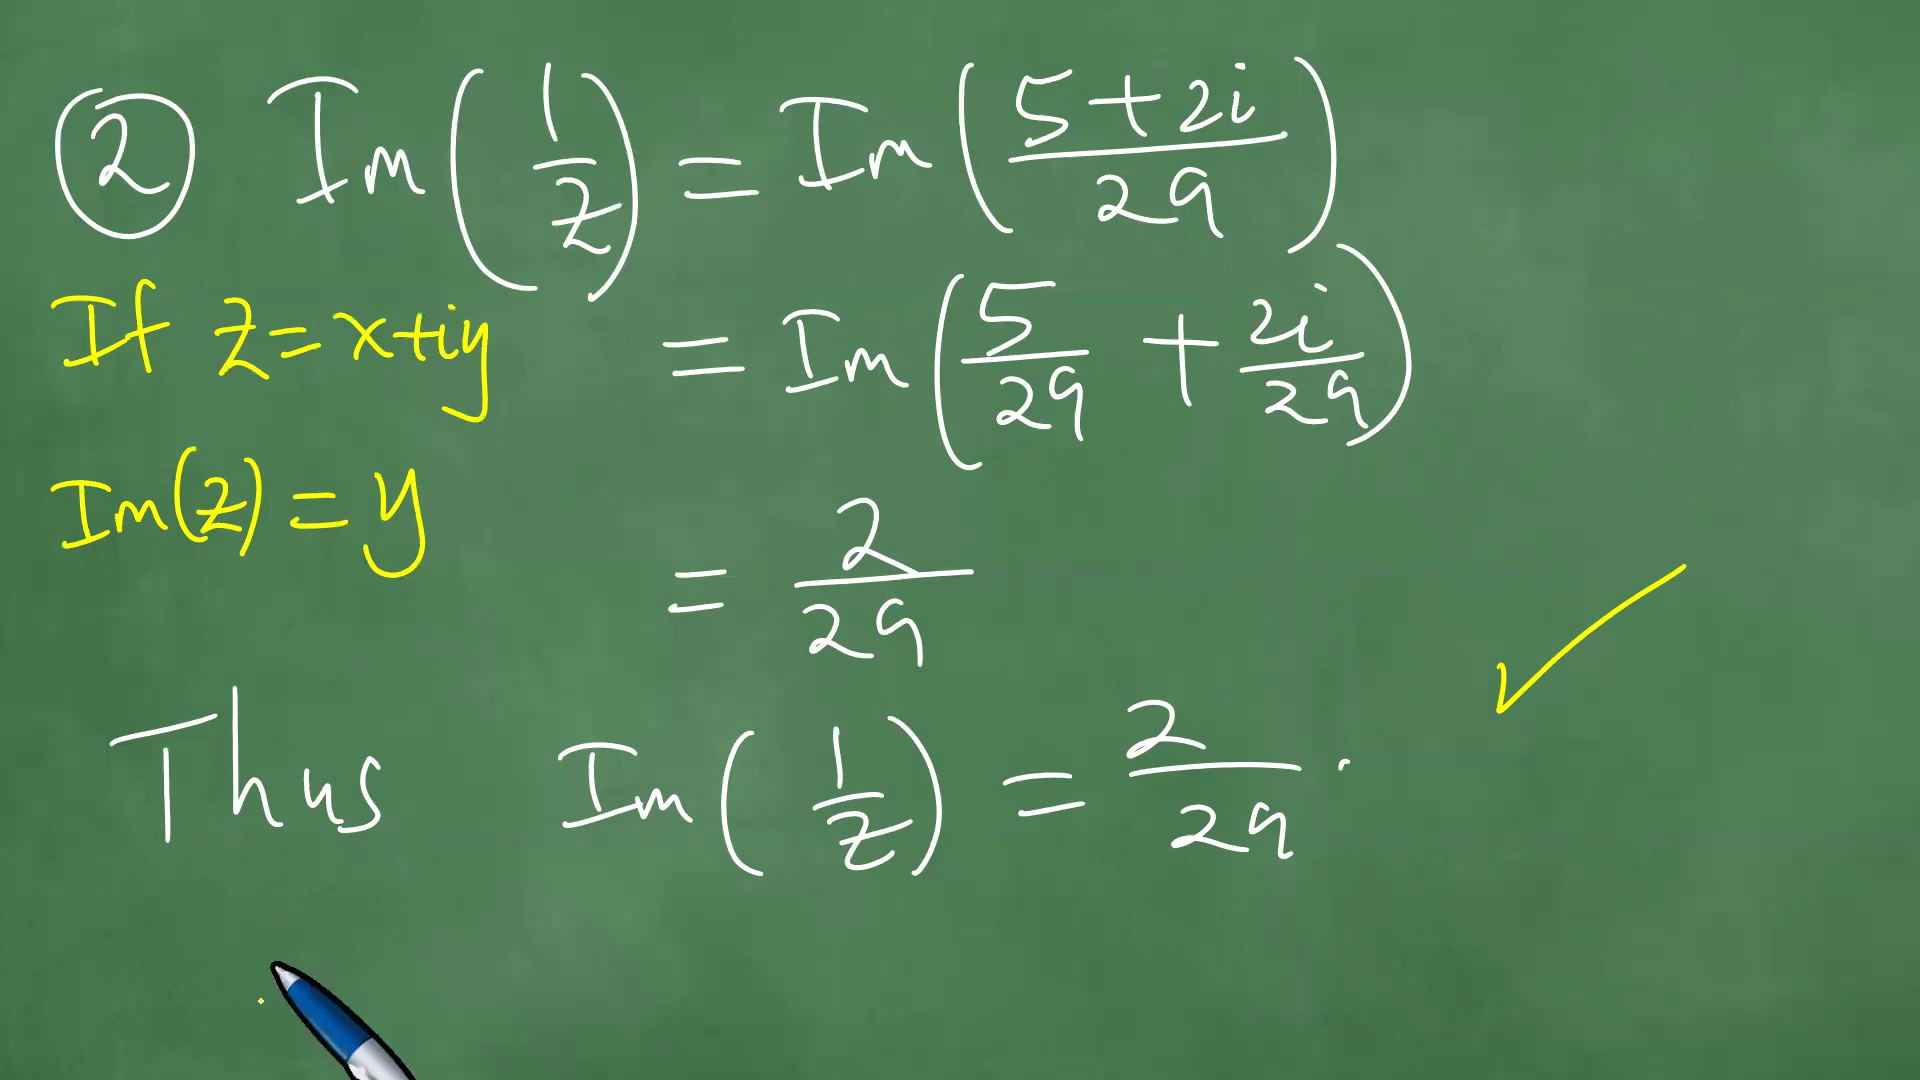 ② Im(1/z) = Im((5+2i)/29)
If z=x+iy
= Im(5/29 + 2i/29)
Im(z) = y
= 2/29
Thus Im(1/z) = 2/29.